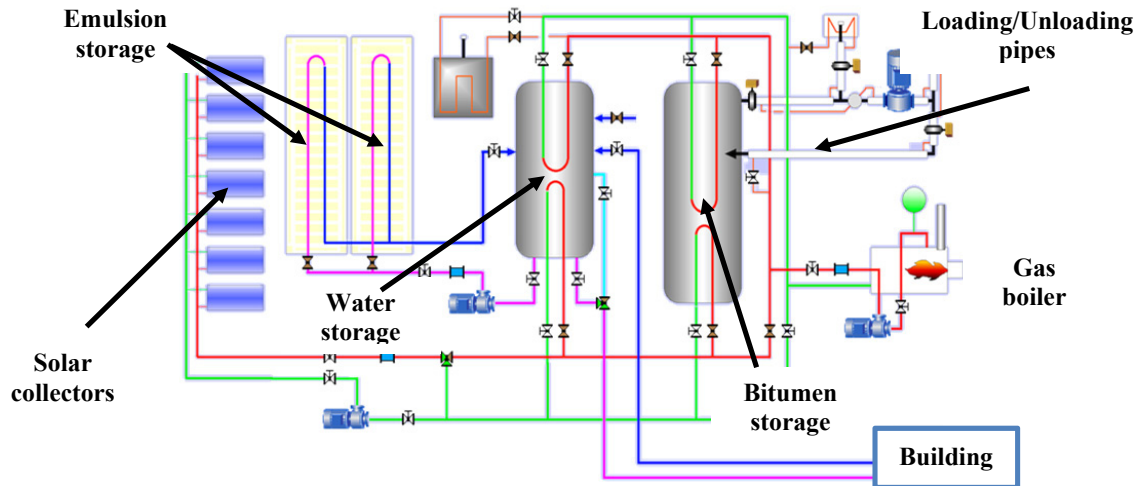 Emulsion
storage
Loading/Unloading
pipes
Solar
collectors
Water
storage
Gas
boiler
Bitumen
storage
Building